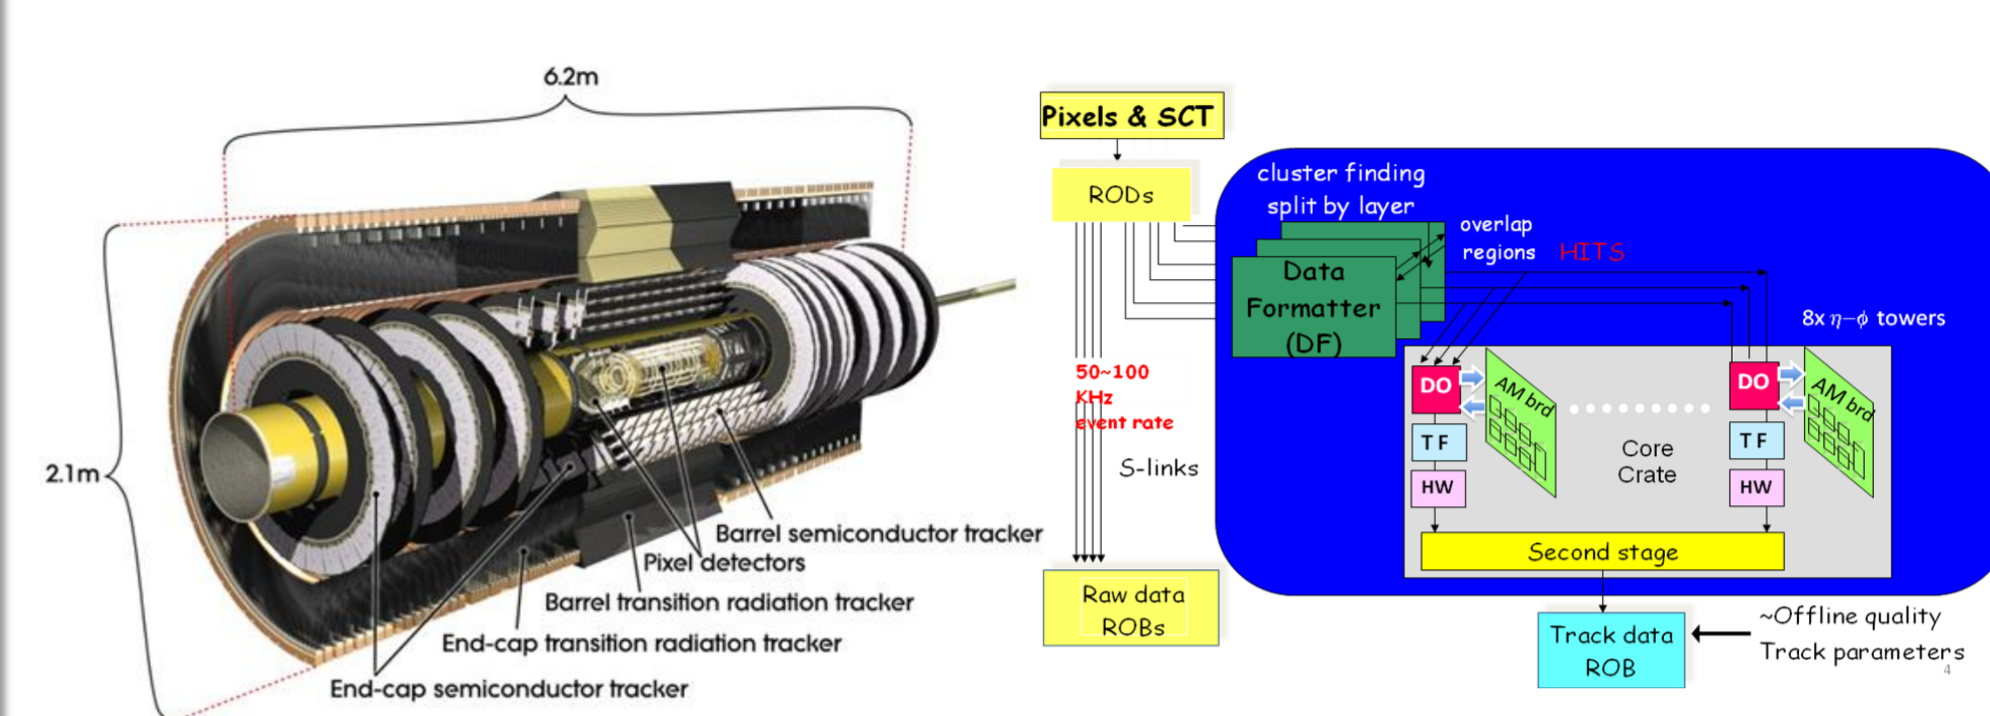 6.2m
2.1m
Barrel semiconductor tracker
Pixel detectors
Barrel transition radiation tracker
End-cap transition radiation tracker
End-cap semiconductor tracker
Pixels & SCT
RODs
cluster finding
split by layer
overlap
regions
HITS
Data
Formatter
(DF)
8x η−ϕ towers
50~100
KHz
event rate
S-links
DO
AM brd
TF
HW
Core
Crate
DO
AM brd
TF
HW
Second stage
Raw data
ROBs
Track data
ROB
~Offline quality
Track parameters
4